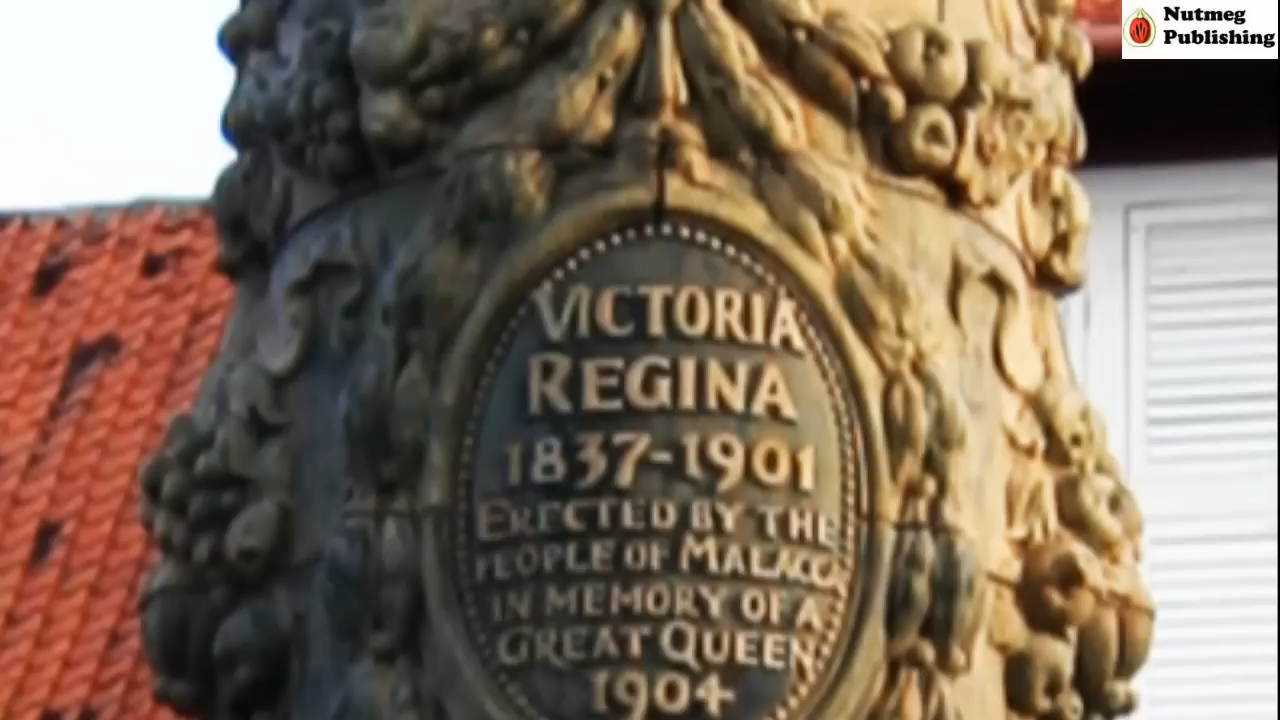 Nutmeg
Publishing
VICTORIA
REGINA
1837-1901
ERECTED BY THE
PEOPLE OF MALACCA
IN MEMORY OF A
GREAT QUEEN
1904